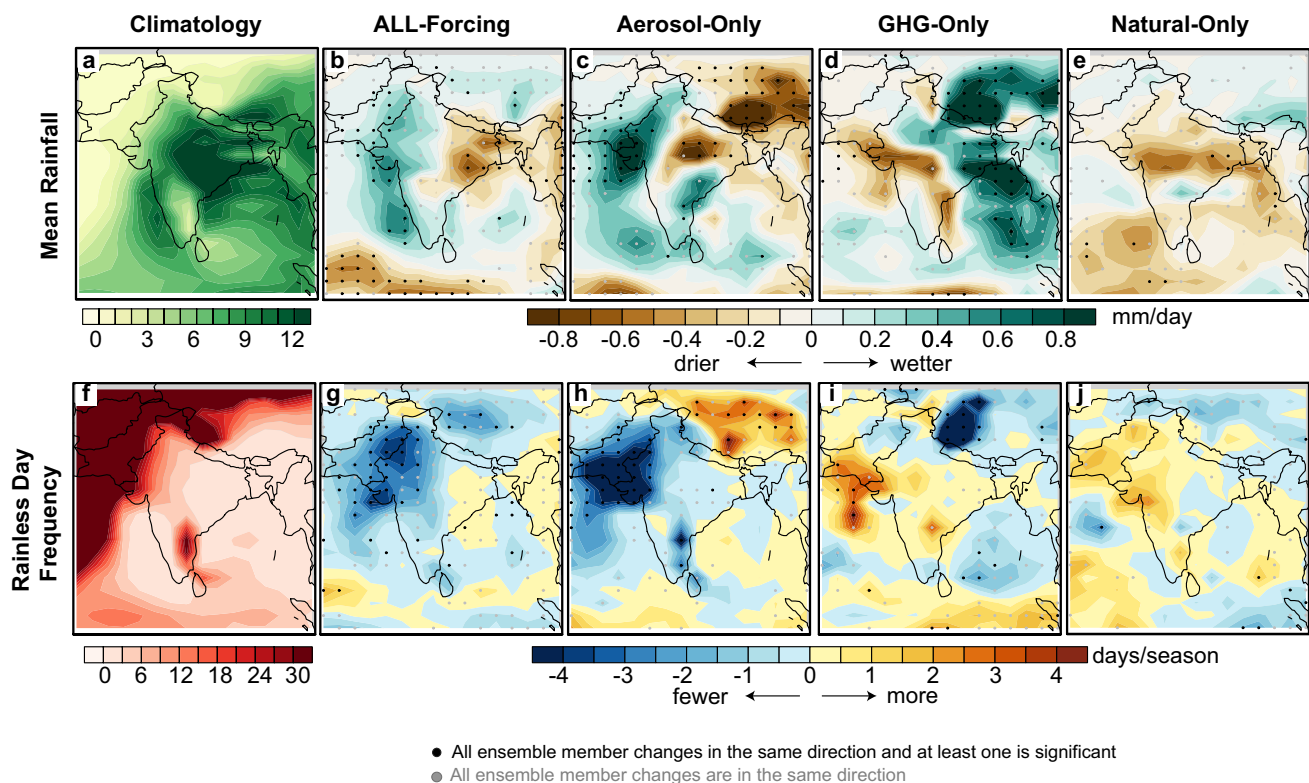 Climatology ALL-Forcing Aerosol-Only GHG-Only Natural-Only
Mean Rainfall
a b c d e
0 3 6 9 12
-0.8 -0.6 -0.4 -0.2 0 0.2 0.4 0.6 0.8 mm/day
drier ←→ wetter
Rainless Day
Frequency
f g h i j
0 6 12 18 24 30
-4 -3 -2 -1 0 1 2 3 4 days/season
fewer ←→ more
● All ensemble member changes in the same direction and at least one is significant
● All ensemble member changes are in the same direction